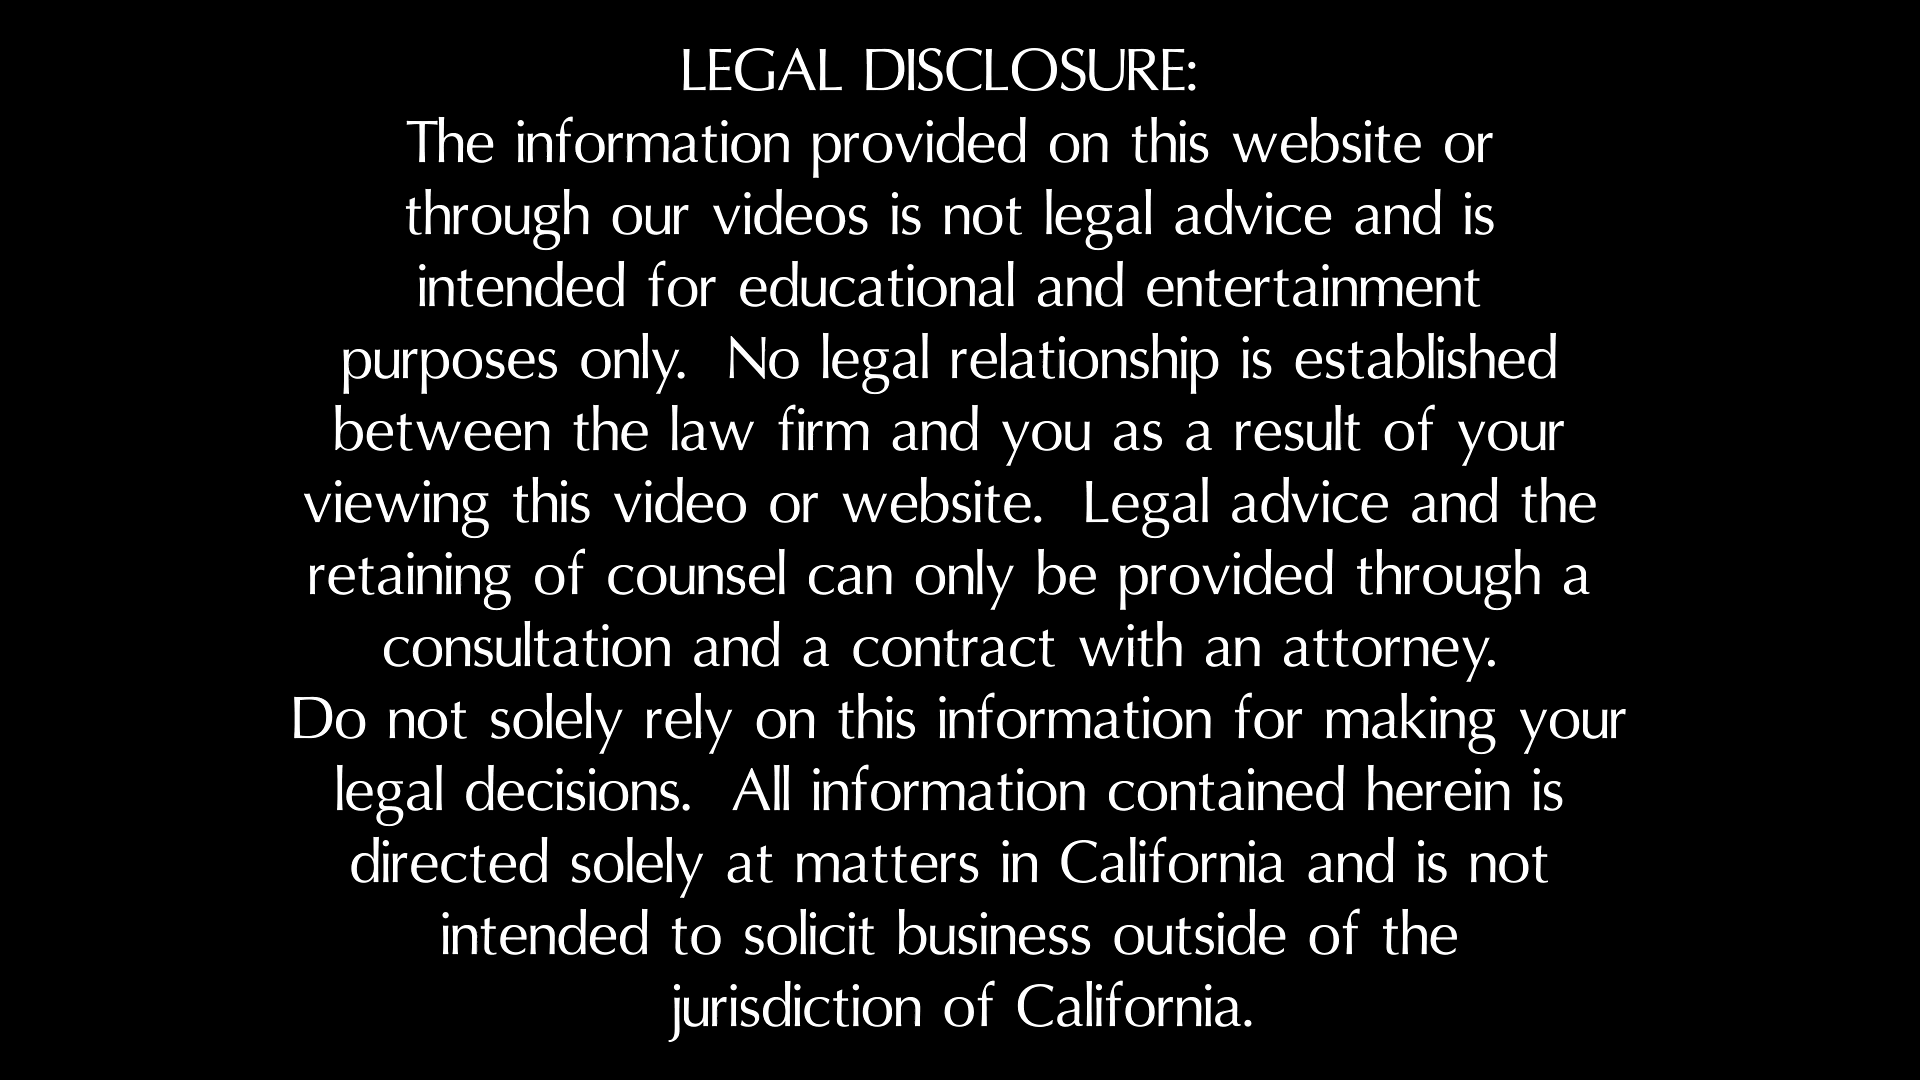 LEGAL DISCLOSURE:
The information provided on this website or
through our videos is not legal advice and is
intended for educational and entertainment
purposes only.  No legal relationship is established
between the law firm and you as a result of your
viewing this video or website.  Legal advice and the
retaining of counsel can only be provided through a
consultation and a contract with an attorney.
Do not solely rely on this information for making your
legal decisions.  All information contained herein is
directed solely at matters in California and is not
intended to solicit business outside of the
jurisdiction of California.